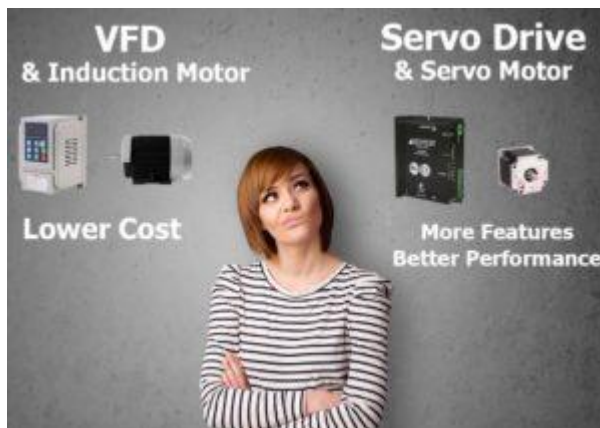 VFD
& Induction Motor
Lower Cost
Servo Drive
& Servo Motor
More Features
Better Performance